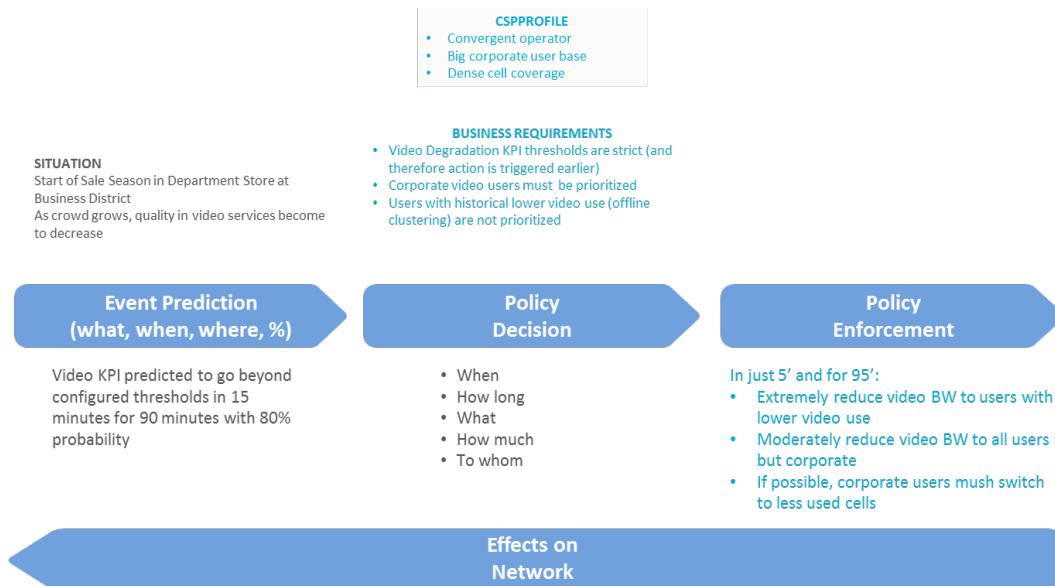 CSPPROFILE
• Convergent operator
• Big corporate user base
• Dense cell coverage
BUSINESS REQUIREMENTS
• Video Degradation KPI thresholds are strict (and
therefore action is triggered earlier)
• Corporate video users must be prioritized
• Users with historical lower video use (offline
clustering) are not prioritized
SITUATION
Start of Sale Season in Department Store at
Business District
As crowd grows, quality in video services become
to decrease
Event Prediction
(what, when, where, %)
Policy
Decision
Policy
Enforcement
Video KPI predicted to go beyond
configured thresholds in 15
minutes for 90 minutes with 80%
probability
• When
• How long
• What
• How much
• To whom
In just 5’ and for 95’:
• Extremely reduce video BW to users with
lower video use
• Moderately reduce video BW to all users
but corporate
• If possible, corporate users mush switch
to less used cells
Effects on
Network